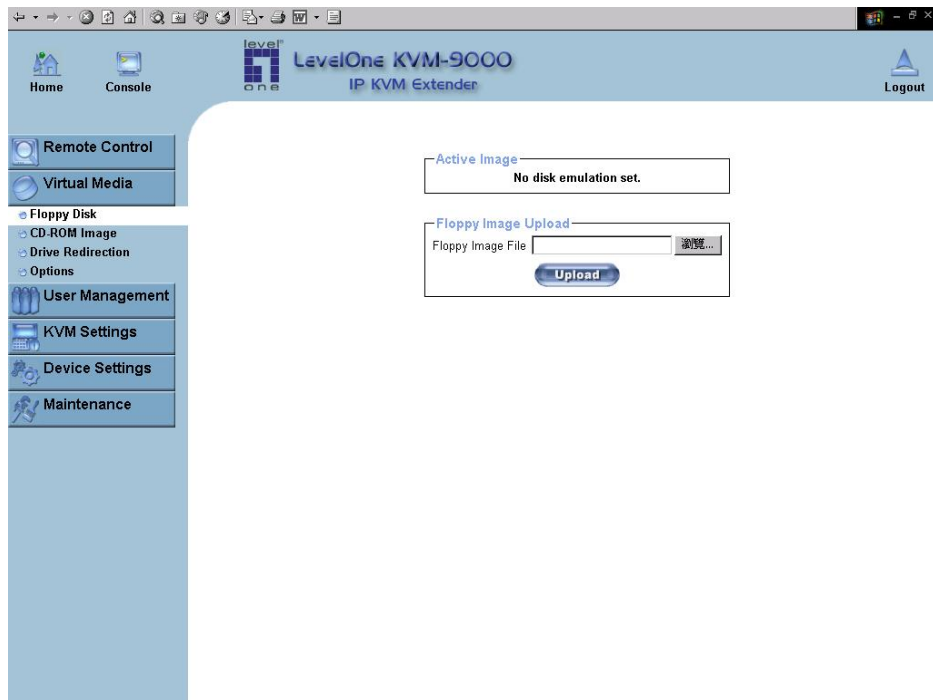 level
one
LevelOne KVM-9000
IP KVM Extender
Home
Console
Logout
Remote Control
Virtual Media
Floppy Disk
CD-ROM Image
Drive Redirection
Options
User Management
KVM Settings
Device Settings
Maintenance
Active Image
No disk emulation set.
Floppy Image Upload
Floppy Image File
瀏覽...
Upload